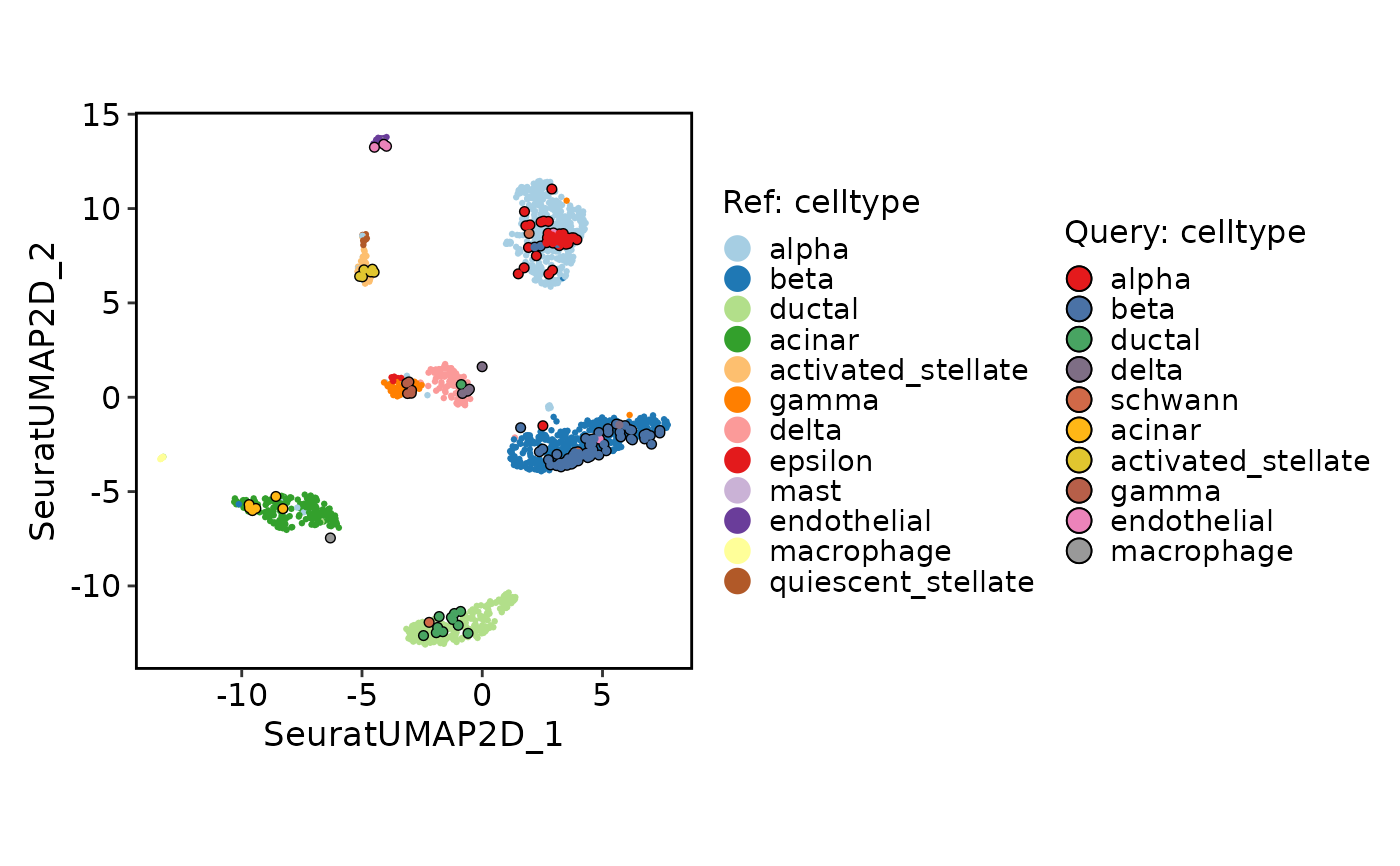 SeuratUMAP2D_2
15
10
5
0
-5
-10
-10
-5
0
5
SeuratUMAP2D_1
Ref: celltype
alpha
beta
ductal
acinar
activated_stellate
gamma
delta
epsilon
mast
endothelial
macrophage
quiescent_stellate
Query: celltype
alpha
beta
ductal
delta
schwann
acinar
activated_stellate
gamma
endothelial
macrophage